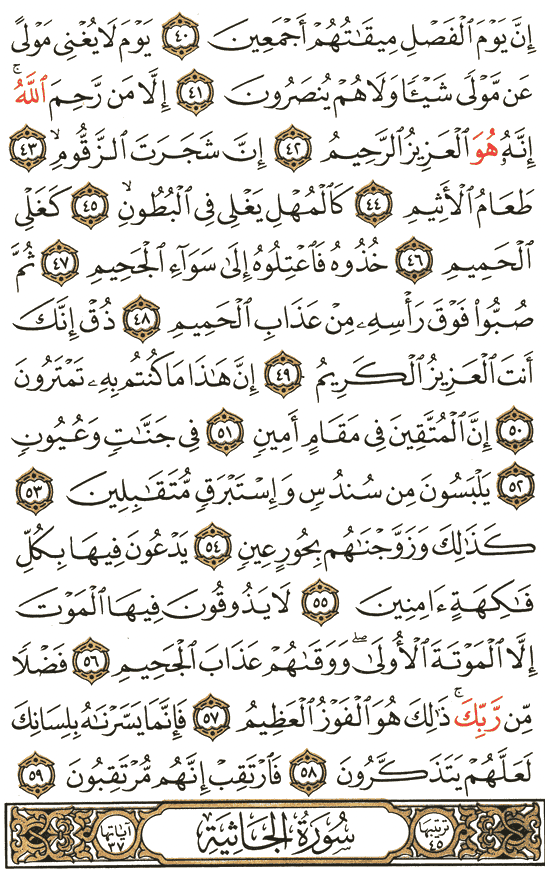 إِنَّ يَوْمَ ٱلْفَصْلِ مِيقَٰتُهُمْ أَجْمَعِينَ ٤٠ يَوْمَ لَا يُغْنِى مَوْلًى
عَن مَّوْلًى شَيْـًٔا وَلَا هُمْ يُنصَرُونَ ٤١ إِلَّا مَن رَّحِمَ ٱللَّهُ ۚ
إِنَّهُۥ هُوَ ٱلْعَزِيزُ ٱلرَّحِيمُ ٤٢ إِنَّ شَجَرَتَ ٱلزَّقُّومِ ٤٣
طَعَامُ ٱلْأَثِيمِ ٤٤ كَٱلْمُهْلِ يَغْلِى فِى ٱلْبُطُونِ ٤٥ كَغَلْىِ
ٱلْحَمِيمِ ٤٦ خُذُوهُ فَٱعْتِلُوهُ إِلَىٰ سَوَآءِ ٱلْجَحِيمِ ٤٧ ثُمَّ
صُبُّوا۟ فَوْقَ رَأْسِهِۦ مِنْ عَذَابِ ٱلْحَمِيمِ ٤٨ ذُقْ إِنَّكَ
أَنتَ ٱلْعَزِيزُ ٱلْكَرِيمُ ٤٩ إِنَّ هَٰذَا مَا كُنتُم بِهِۦ تَمْتَرُونَ
٥٠ إِنَّ ٱلْمُتَّقِينَ فِى مَقَامٍ أَمِينٍ ٥١ فِى جَنَّٰتٍ وَعُيُونٍ
٥٢ يَلْبَسُونَ مِن سُندُسٍ وَإِسْتَبْرَقٍ مُّتَقَٰبِلِينَ ٥٣
كَذَٰلِكَ وَزَوَّجْنَٰهُم بِحُورٍ عِينٍ ٥٤ يَدْعُونَ فِيهَا بِكُلِّ
فَٰكِهَةٍ ءَامِنِينَ ٥٥ لَا يَذُوقُونَ فِيهَا ٱلْمَوْتَ
إِلَّا ٱلْمَوْتَةَ ٱلْأُولَىٰ ۖ وَوَقَىٰهُمْ عَذَابَ ٱلْجَحِيمِ ٥٦ فَضْلًا
مِّن رَّبِّكَ ۚ ذَٰلِكَ هُوَ ٱلْفَوْزُ ٱلْعَظِيمُ ٥٧ فَإِنَّمَا يَسَّرْنَٰهُ بِلِسَانِكَ
لَعَلَّهُمْ يَتَذَكَّرُونَ ٥٨ فَٱرْتَقِبْ إِنَّهُم مُّرْتَقِبُونَ ٥٩
ترتيبها ٤٥ سُورَةُ الجَاثِيَةِ آياتها ٣٧